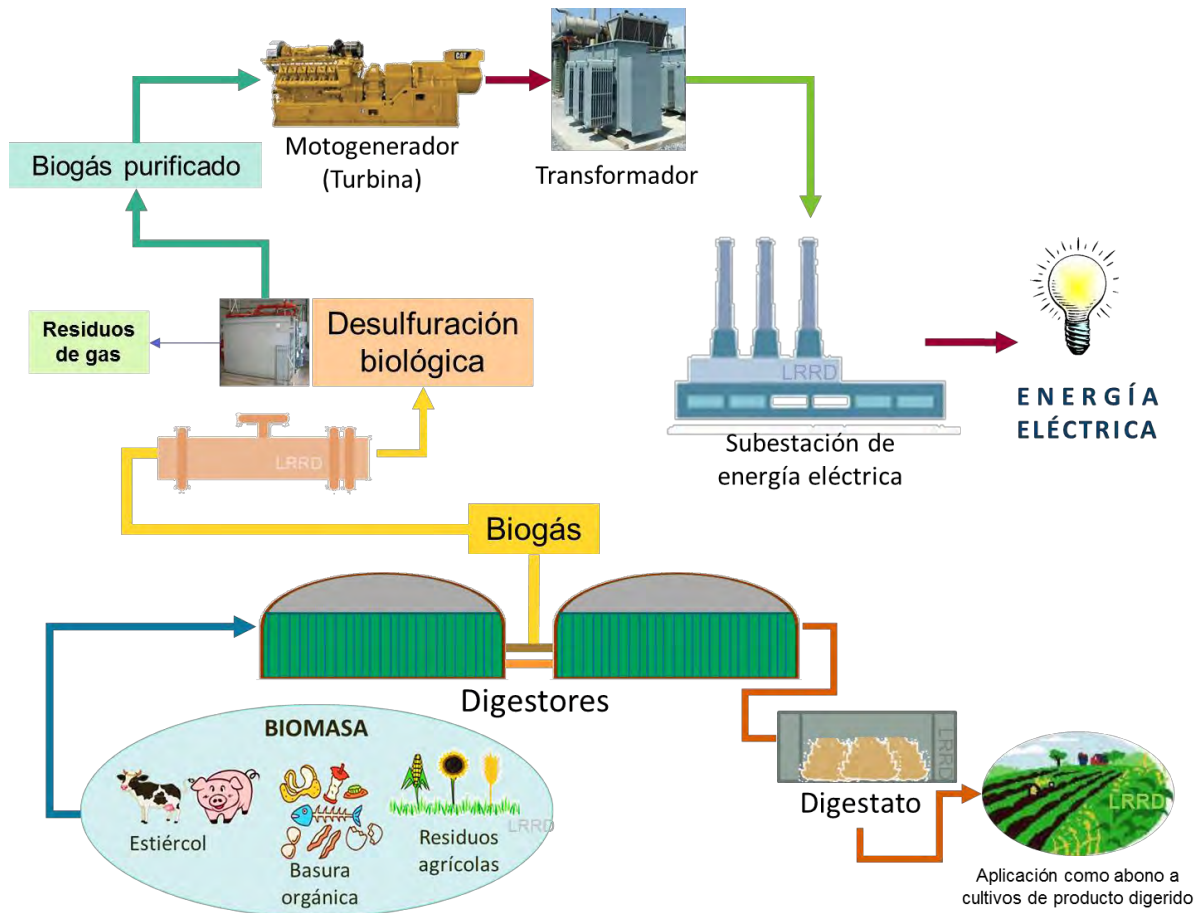 CAT
Motogenerador
(Turbina)
Transformador
Biogás purificado
Residuos
de gas
Desulfuración
biológica
LRRD
LRRD
Subestación de
energía eléctrica
ENERGÍA
ELÉCTRICA
Biogás
Digestores
BIOMASA
Estiércol
Basura
orgánica
Residuos
agrícolas
LRRD
LRRD
Digestato
LRRD
Aplicación como abono a
cultivos de producto digerido